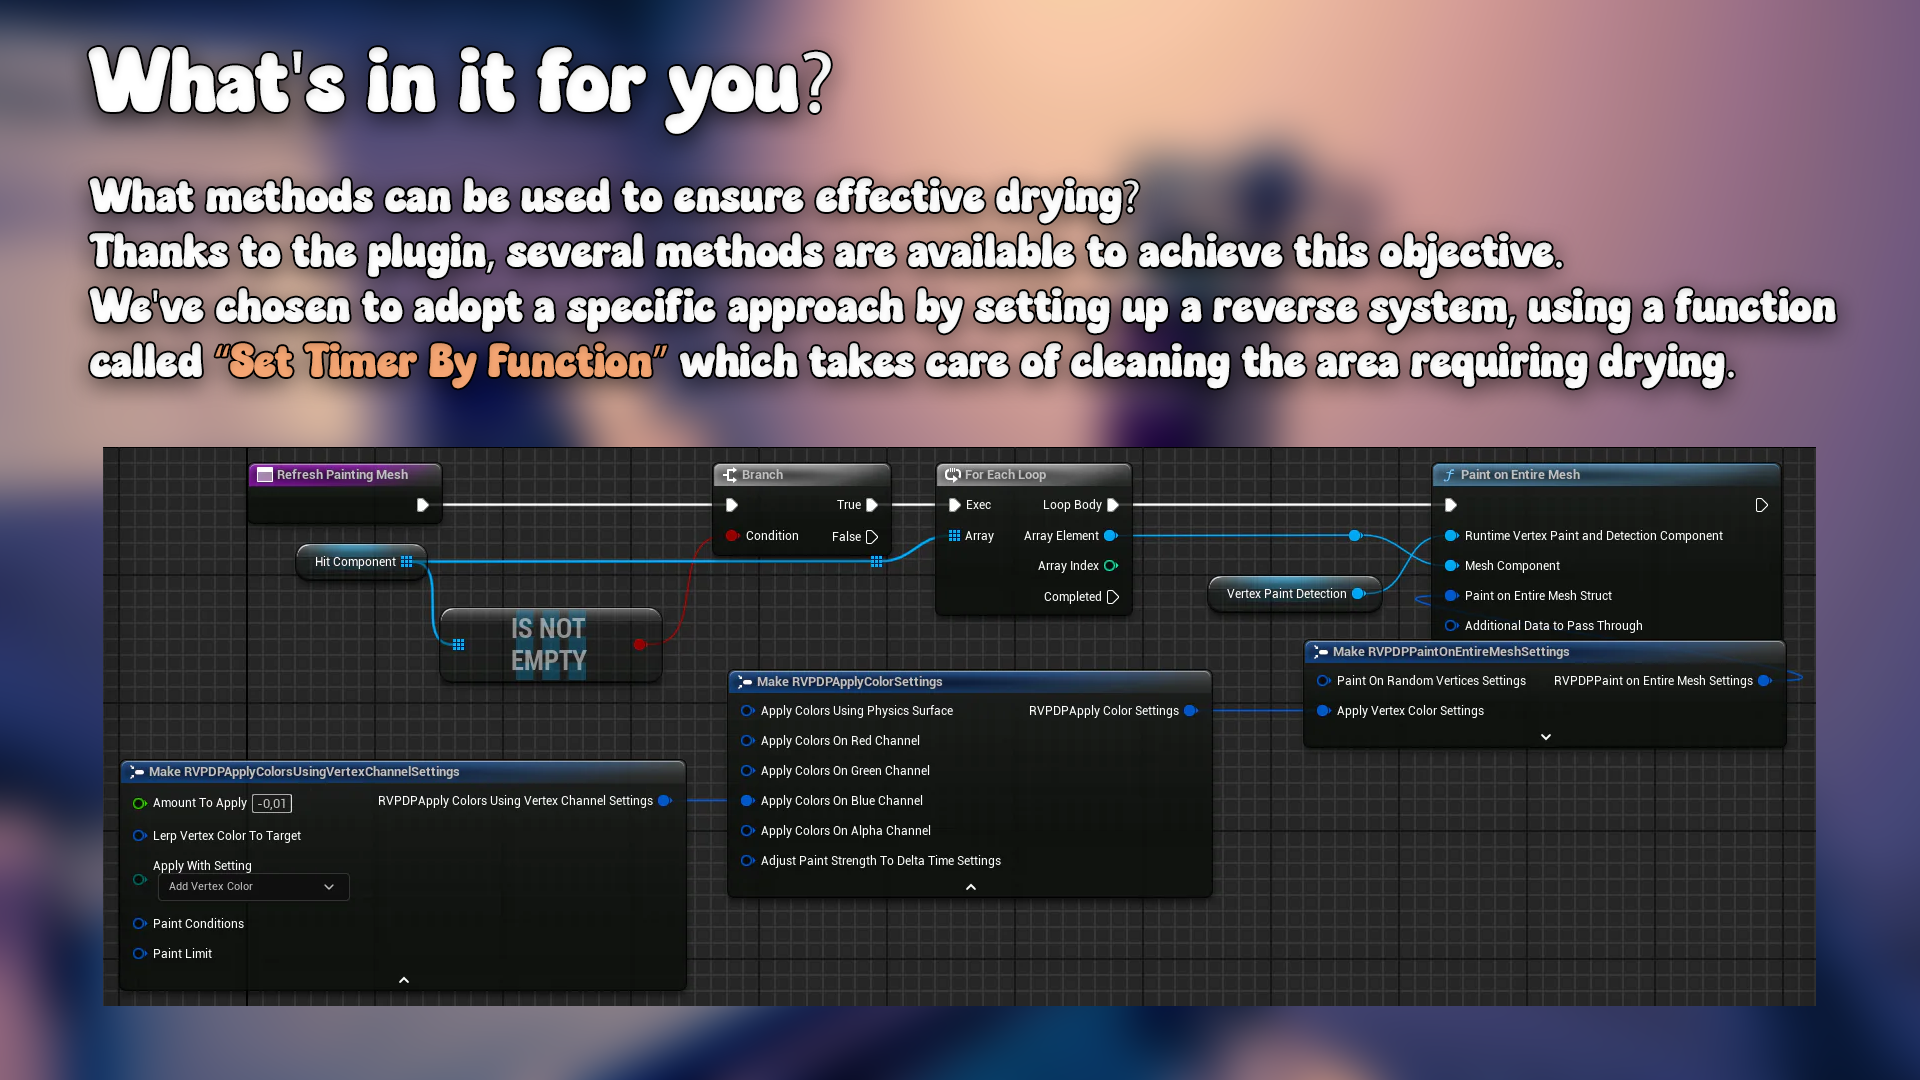 What's in it for you?
What methods can be used to ensure effective drying?
Thanks to the plugin, several methods are available to achieve this objective.
We've chosen to adopt a specific approach by setting up a reverse system, using a function
called “Set Timer By Function” which takes care of cleaning the area requiring drying.
Refresh Painting Mesh
Hit Component
IS NOT
EMPTY
Branch
True
Condition
False
For Each Loop
Exec
Loop Body
Array
Array Element
Array Index
Completed
Vertex Paint Detection
Paint on Entire Mesh
Runtime Vertex Paint and Detection Component
Mesh Component
Paint on Entire Mesh Struct
Additional Data to Pass Through
Make RVPDPPaintOnEntireMeshSettings
Paint On Random Vertices Settings
RVPDPPaint on Entire Mesh Settings
Apply Vertex Color Settings
Make RVPDPApplyColorSettings
Apply Colors Using Physics Surface
RVPDPApply Color Settings
Apply Colors On Red Channel
Apply Colors On Green Channel
Apply Colors On Blue Channel
Apply Colors On Alpha Channel
Adjust Paint Strength To Delta Time Settings
Make RVPDPApplyColorsUsingVertexChannelSettings
Amount To Apply -0,01
RVPDPApply Colors Using Vertex Channel Settings
Lerp Vertex Color To Target
Apply With Setting
Add Vertex Color
Paint Conditions
Paint Limit